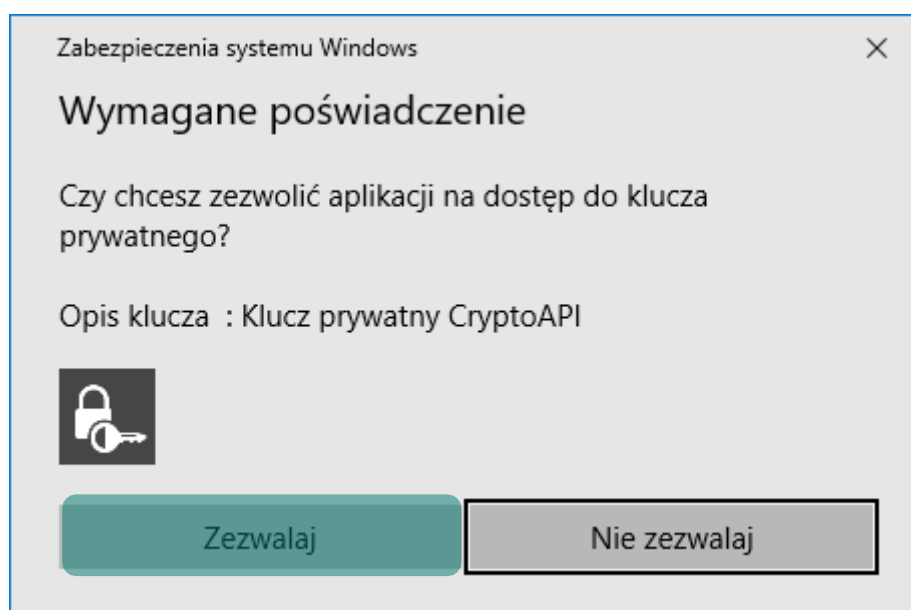 Zabezpieczenia systemu Windows
Wymagane poświadczenie
Czy chcesz zezwolić aplikacji na dostęp do klucza
prywatnego?
Opis klucza : Klucz prywatny CryptoAPI
Zezwalaj
Nie zezwalaj